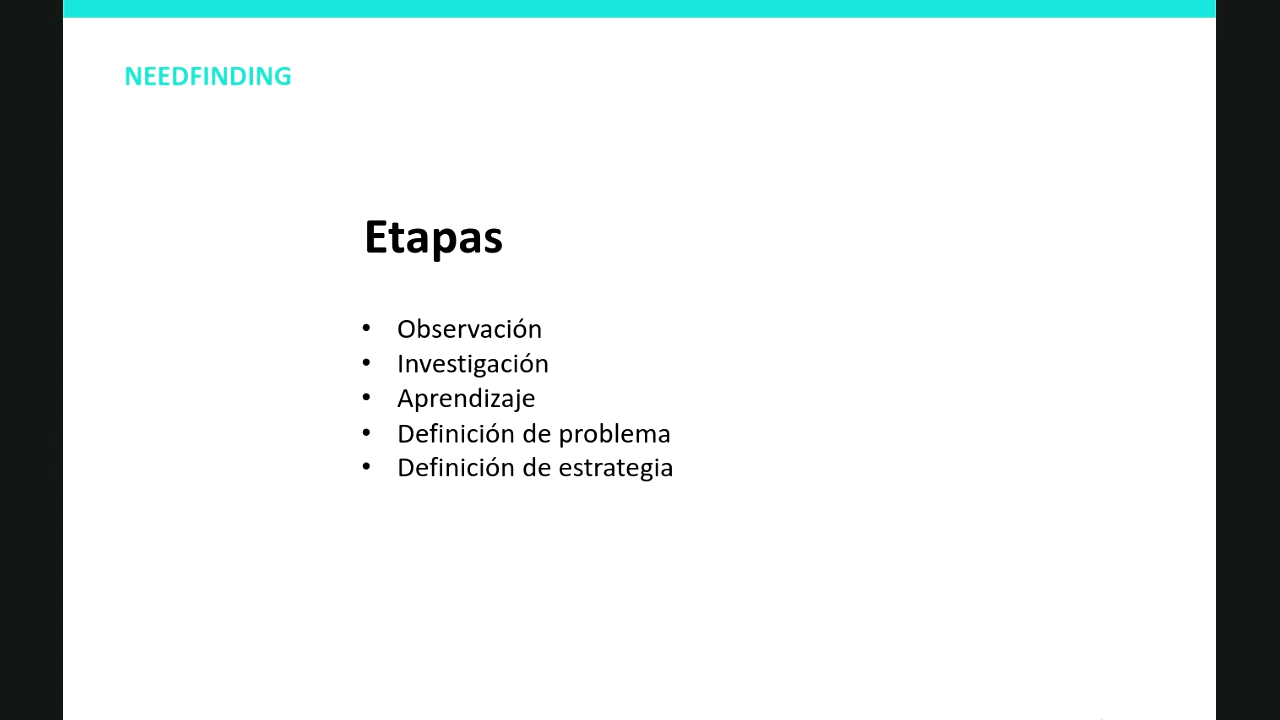 NEEDFINDING
Etapas
• Observación
• Investigación
• Aprendizaje
• Definición de problema
• Definición de estrategia